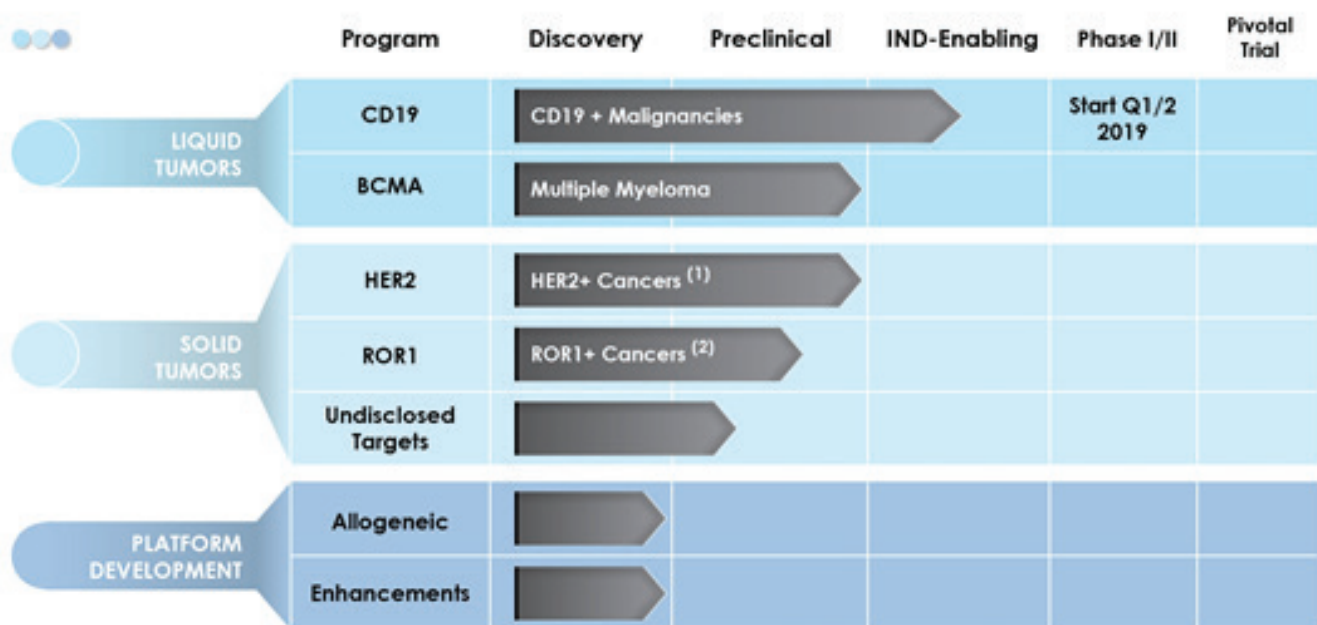 Program Discovery Preclinical IND-Enabling Phase I/II Pivotal
Trial
LIQUID
TUMORS
CD19 CD19 + Malignancies Start Q1/2
2019
BCMA Multiple Myeloma
SOLID
TUMORS
HER2 HER2+ Cancers (1)
ROR1 ROR1+ Cancers (2)
Undisclosed
Targets
PLATFORM
DEVELOPMENT
Allogeneic
Enhancements